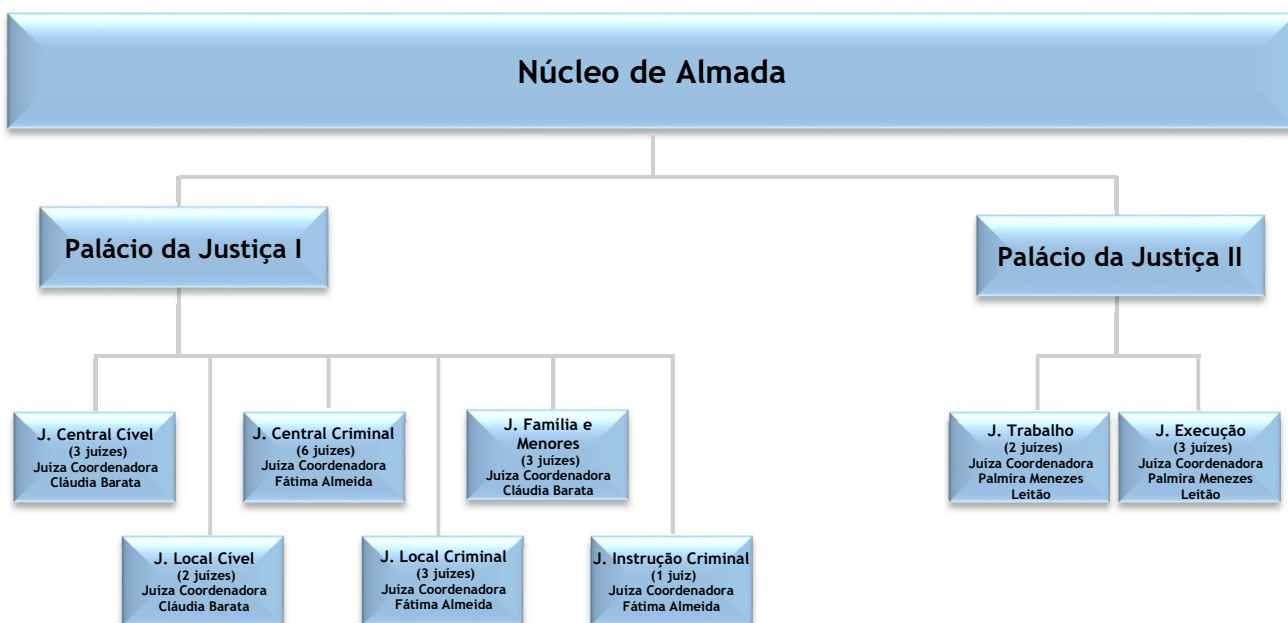 Núcleo de Almada
Palácio da Justiça I
Palácio da Justiça II
J. Central Cível
(3 juízes)
Juíza Coordenadora
Cláudia Barata
J. Central Criminal
(6 juízes)
Juíza Coordenadora
Fátima Almeida
J. Família e
Menores
(3 juízes)
Juíza Coordenadora
Cláudia Barata
J. Trabalho
(2 juízes)
Juíza Coordenadora
Palmira Menezes
Leitão
J. Execução
(3 juízes)
Juíza Coordenadora
Palmira Menezes
Leitão
J. Local Cível
(2 juízes)
Juíza Coordenadora
Cláudia Barata
J. Local Criminal
(3 juízes)
Juíza Coordenadora
Fátima Almeida
J. Instrução Criminal
(1 juiz)
Juíza Coordenadora
Fátima Almeida